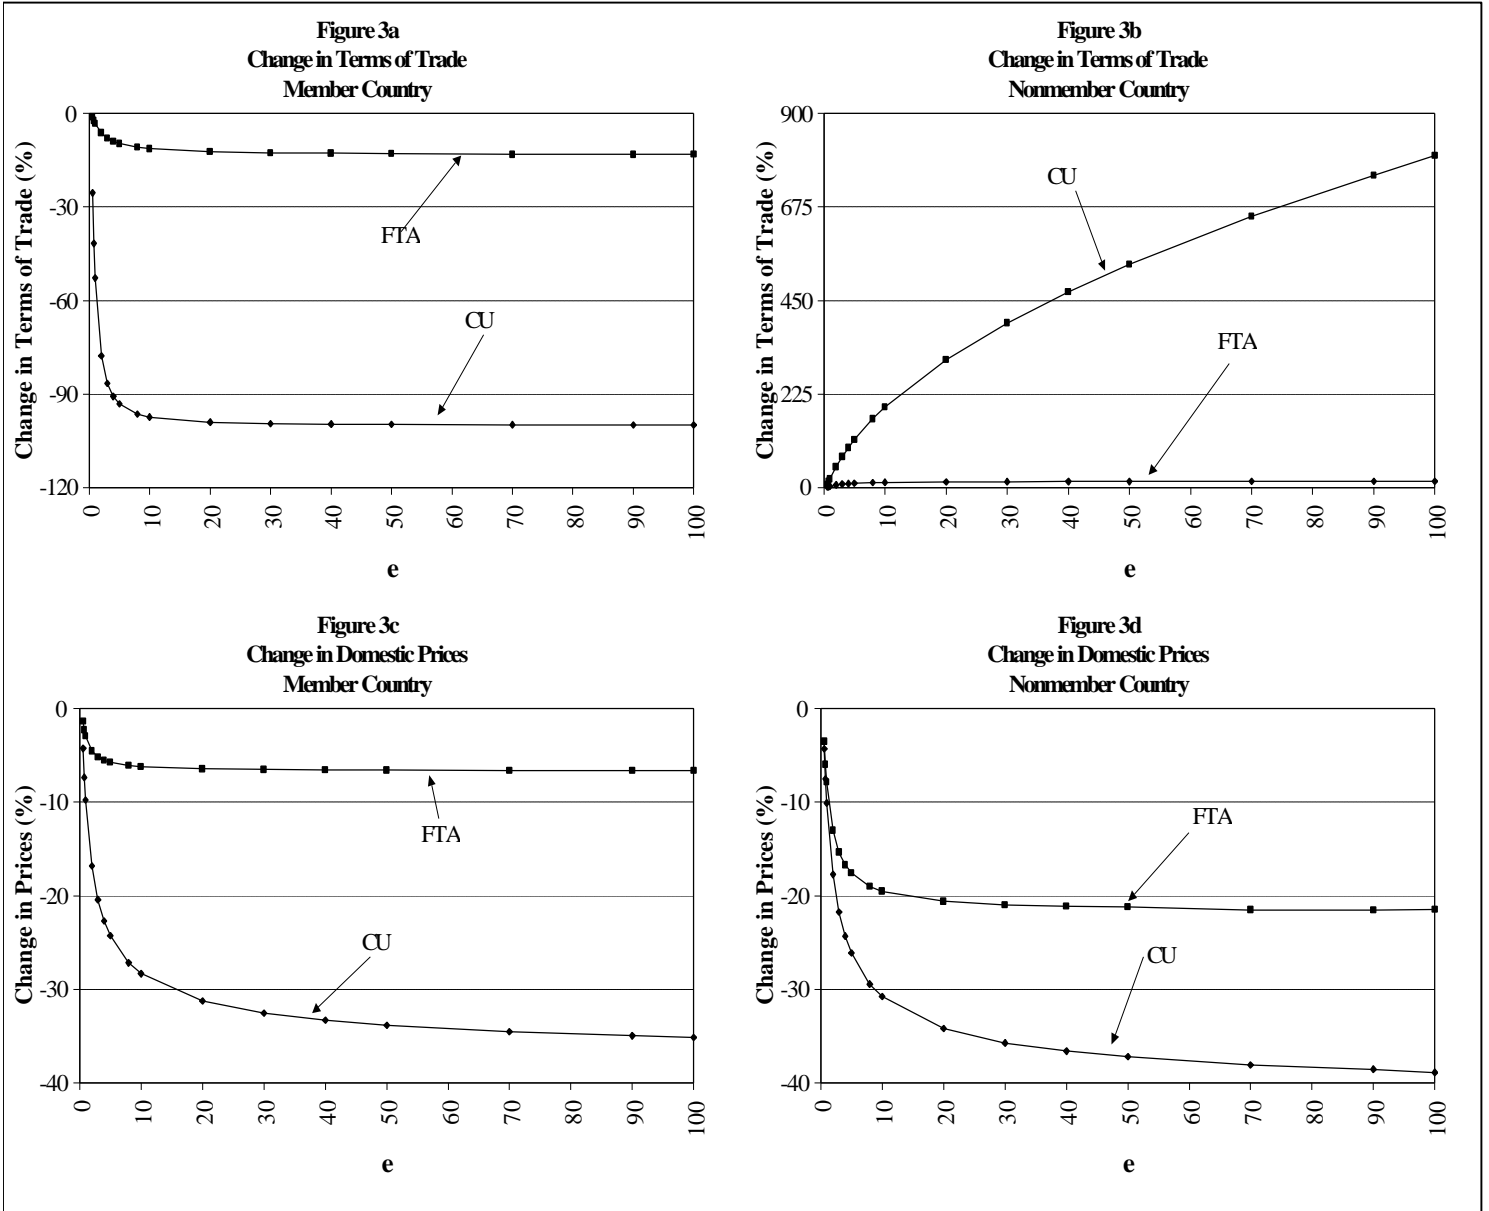 Figure 3a
Change in Terms of Trade
Member Country
Change in Terms of Trade (%)
0
-30
-60
-90
-120
FTA
CU
0 10 20 30 40 50 60 70 80 90 100
e
Figure 3b
Change in Terms of Trade
Nonmember Country
Change in Terms of Trade (%)
900
675
450
225
0
CU
FTA
0 10 20 30 40 50 60 70 80 90 100
e
Figure 3c
Change in Domestic Prices
Member Country
Change in Prices (%)
0
-10
-20
-30
-40
FTA
CU
0 10 20 30 40 50 60 70 80 90 100
e
Figure 3d
Change in Domestic Prices
Nonmember Country
Change in Prices (%)
0
-10
-20
-30
-40
FTA
CU
0 10 20 30 40 50 60 70 80 90 100
e